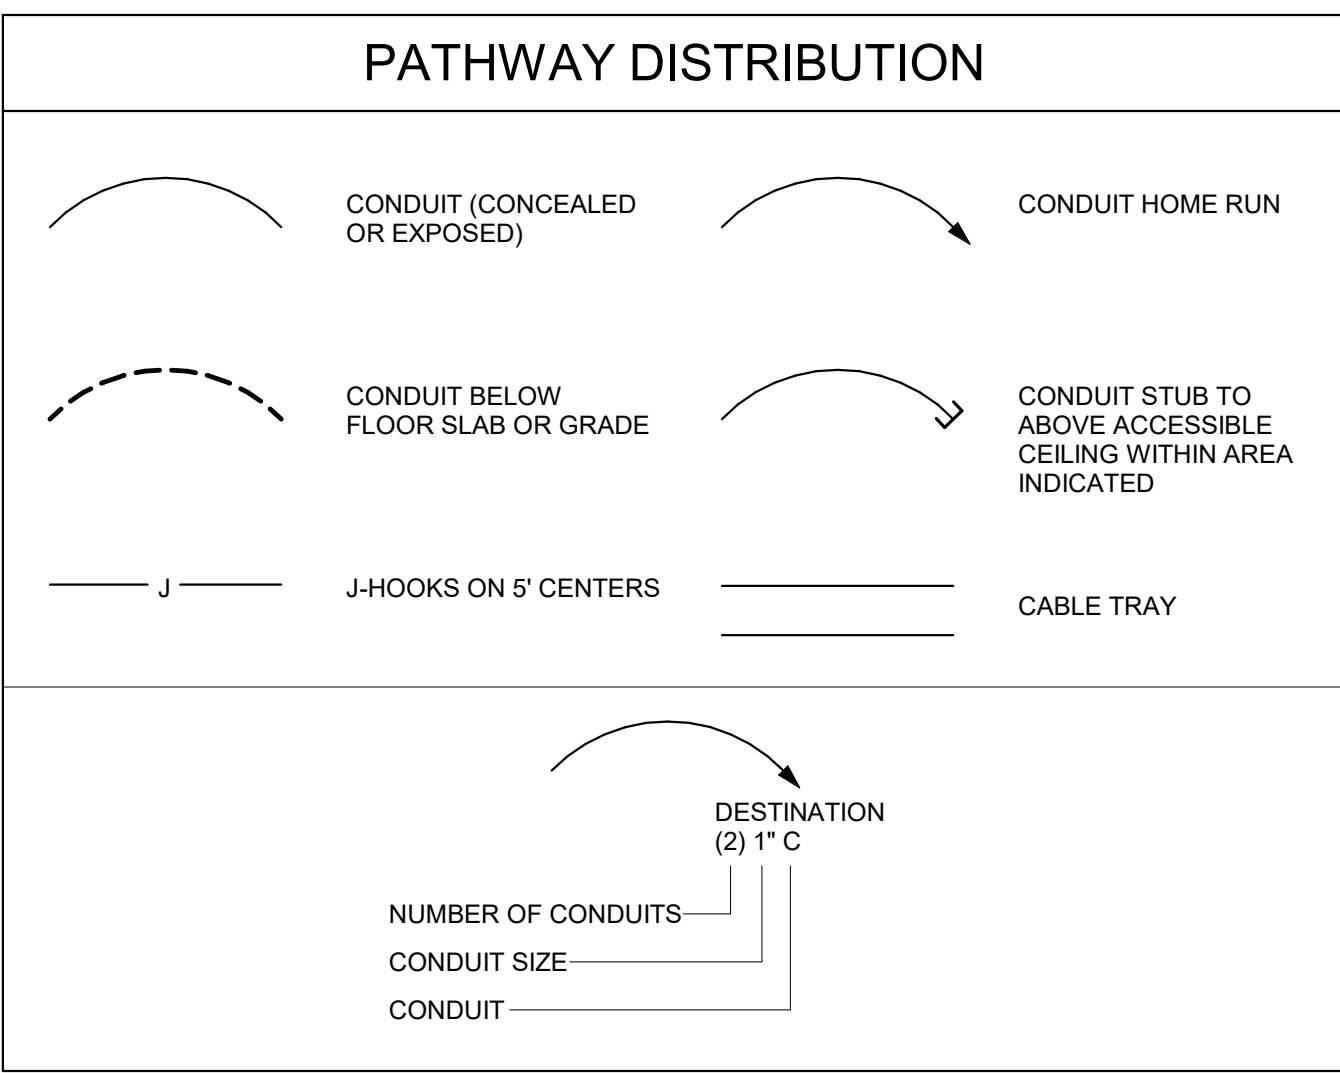 PATHWAY DISTRIBUTION
CONDUIT (CONCEALED
OR EXPOSED)
CONDUIT HOME RUN
CONDUIT BELOW
FLOOR SLAB OR GRADE
CONDUIT STUB TO
ABOVE ACCESSIBLE
CEILING WITHIN AREA
INDICATED
J
J-HOOKS ON 5' CENTERS
CABLE TRAY
DESTINATION
(2) 1" C
NUMBER OF CONDUITS
CONDUIT SIZE
CONDUIT